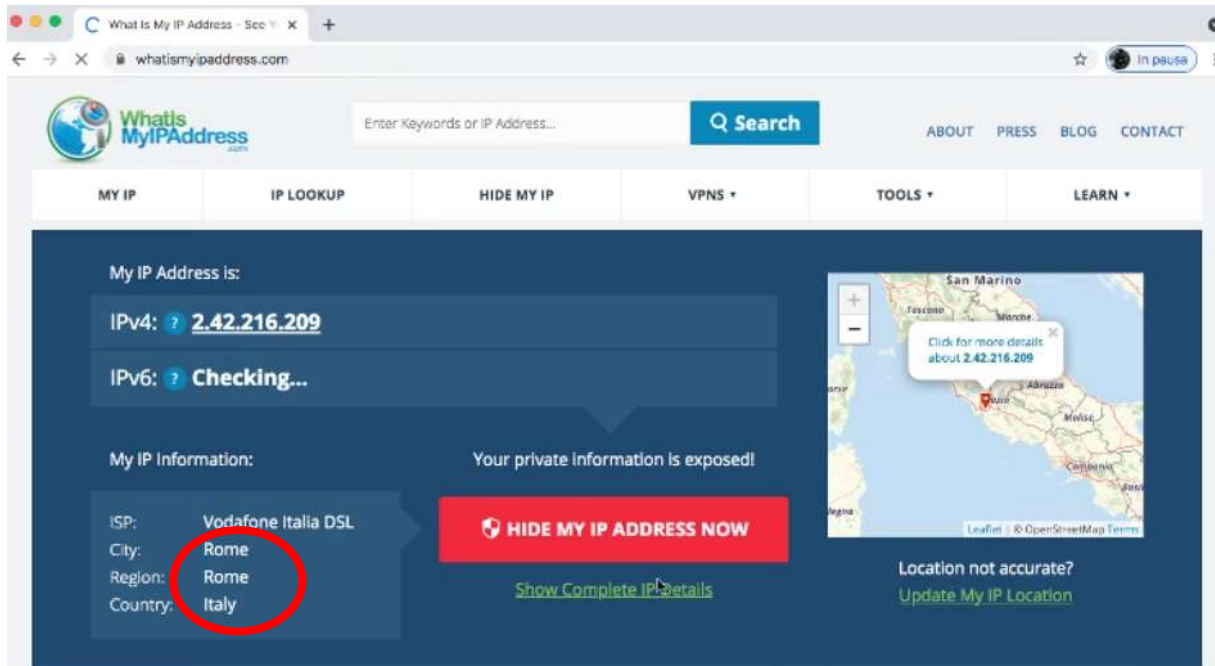 What Is My IP Address - See Y
whatismyipaddress.com
In pausa
WhatIs
MyIPAddress
.com
Enter Keywords or IP Address...
Search
ABOUT PRESS BLOG CONTACT
MY IP IP LOOKUP HIDE MY IP VPNS TOOLS LEARN
My IP Address is:
IPv4: ? 2.42.216.209
IPv6: ? Checking...
My IP Information:
ISP: Vodafone Italia DSL
City: Rome
Region: Rome
Country: Italy
Your private information is exposed!
HIDE MY IP ADDRESS NOW
Show Complete IP Details
+
−
San Marino
Toscana
Marche
Click for more details
about 2.42.216.209
Abruzzo
Molise
Campania
Leaflet | © OpenStreetMap Terms
Location not accurate?
Update My IP Location